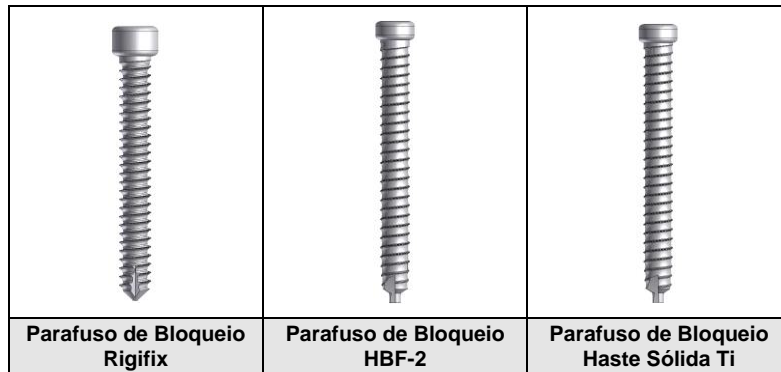 Parafuso de Bloqueio
Rigifix
Parafuso de Bloqueio
HBF-2
Parafuso de Bloqueio
Haste Sólida Ti